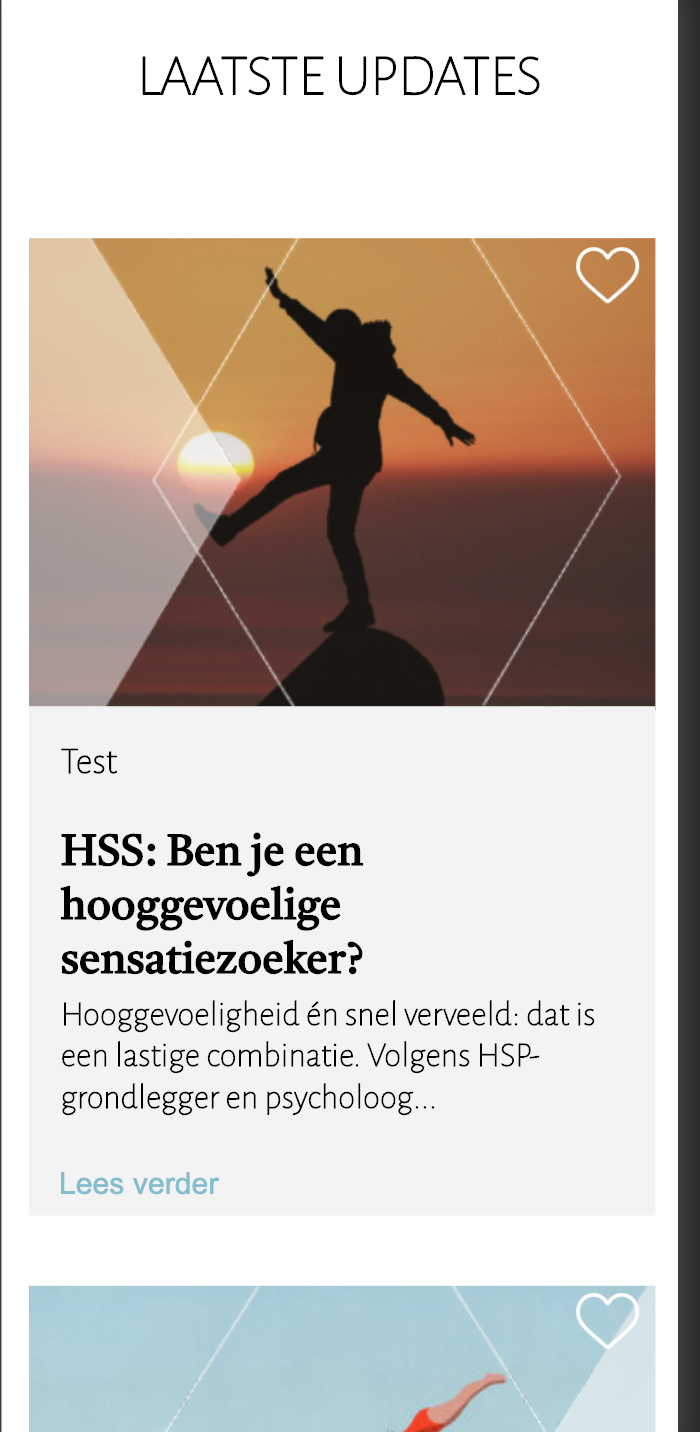 LAATSTE UPDATES
Test
HSS: Ben je een
hooggevoelige
sensatiezoeker?
Hooggevoeligheid én snel verveeld: dat is
een lastige combinatie. Volgens HSP-
grondlegger en psycholoog...
Lees verder